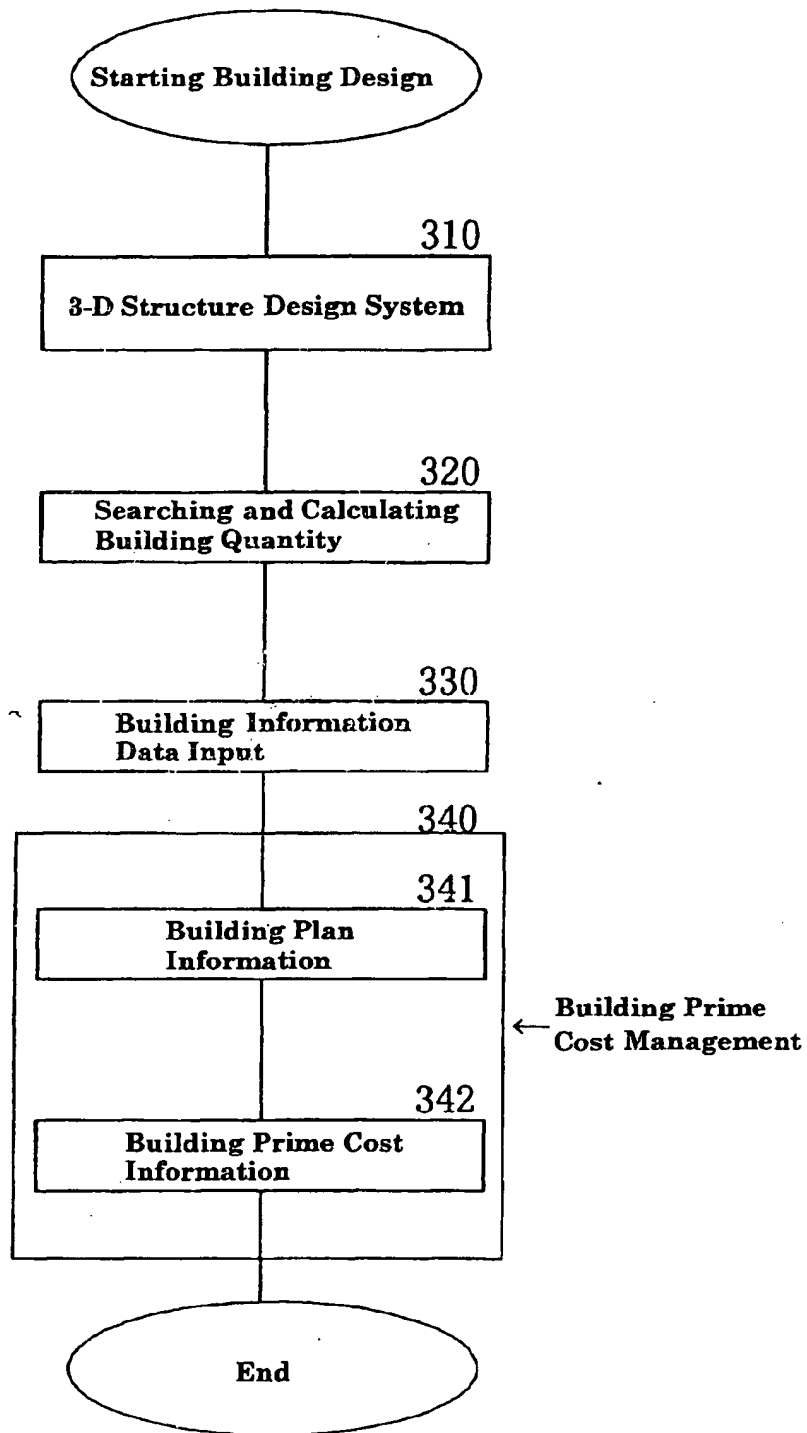 Starting Building Design
310
3-D Structure Design System
320
Searching and Calculating
Building Quantity
330
Building Information
Data Input
340
341
Building Plan
Information
Building Prime
Cost Management
342
Building Prime Cost
Information
End